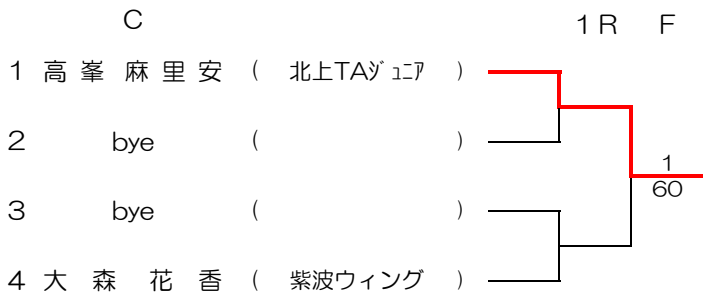 C 1R F
1 高峯 麻里安 ( 北上TAｼﾞｭﾆｱ )
2 bye ( )
1
3 bye ( ) 60
4 大森 花香 ( 紫波ウィング )